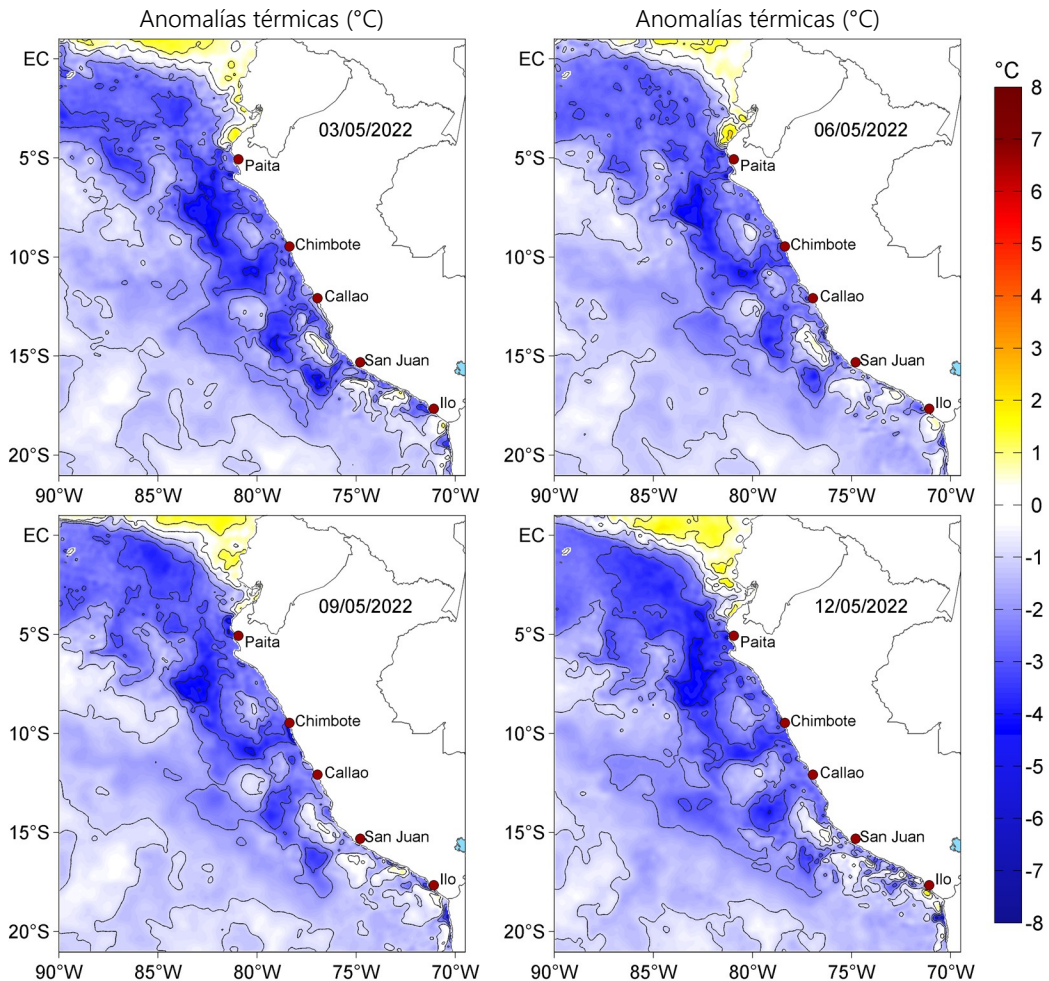 Anomalías térmicas (°C)
Anomalías térmicas (°C)
EC
5°S
10°S
15°S
20°S
90°W
85°W
80°W
75°W
70°W
03/05/2022
Paita
Chimbote
Callao
San Juan
Ilo
EC
5°S
10°S
15°S
20°S
90°W
85°W
80°W
75°W
70°W
06/05/2022
Paita
Chimbote
Callao
San Juan
Ilo
°C
8
7
6
5
4
3
2
1
0
-1
-2
-3
-4
-5
-6
-7
-8
EC
5°S
10°S
15°S
20°S
90°W
85°W
80°W
75°W
70°W
09/05/2022
Paita
Chimbote
Callao
San Juan
Ilo
EC
5°S
10°S
15°S
20°S
90°W
85°W
80°W
75°W
70°W
12/05/2022
Paita
Chimbote
Callao
San Juan
Ilo